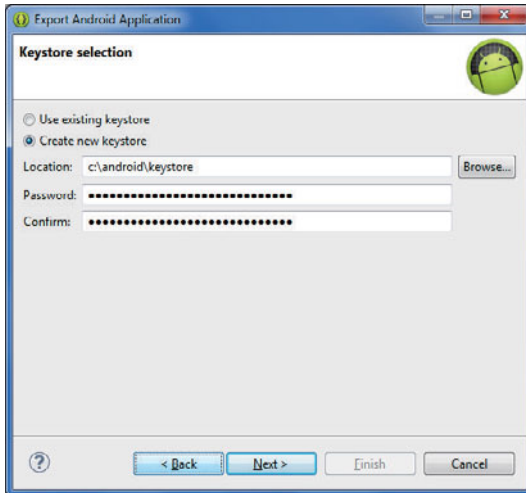 Export Android Application
Keystore selection
Use existing keystore
Create new keystore
Location: c:\android\keystore Browse...
Password: •••••••••••••••••••••••••••••
Confirm: •••••••••••••••••••••••••••••
? < Back Next > Finish Cancel